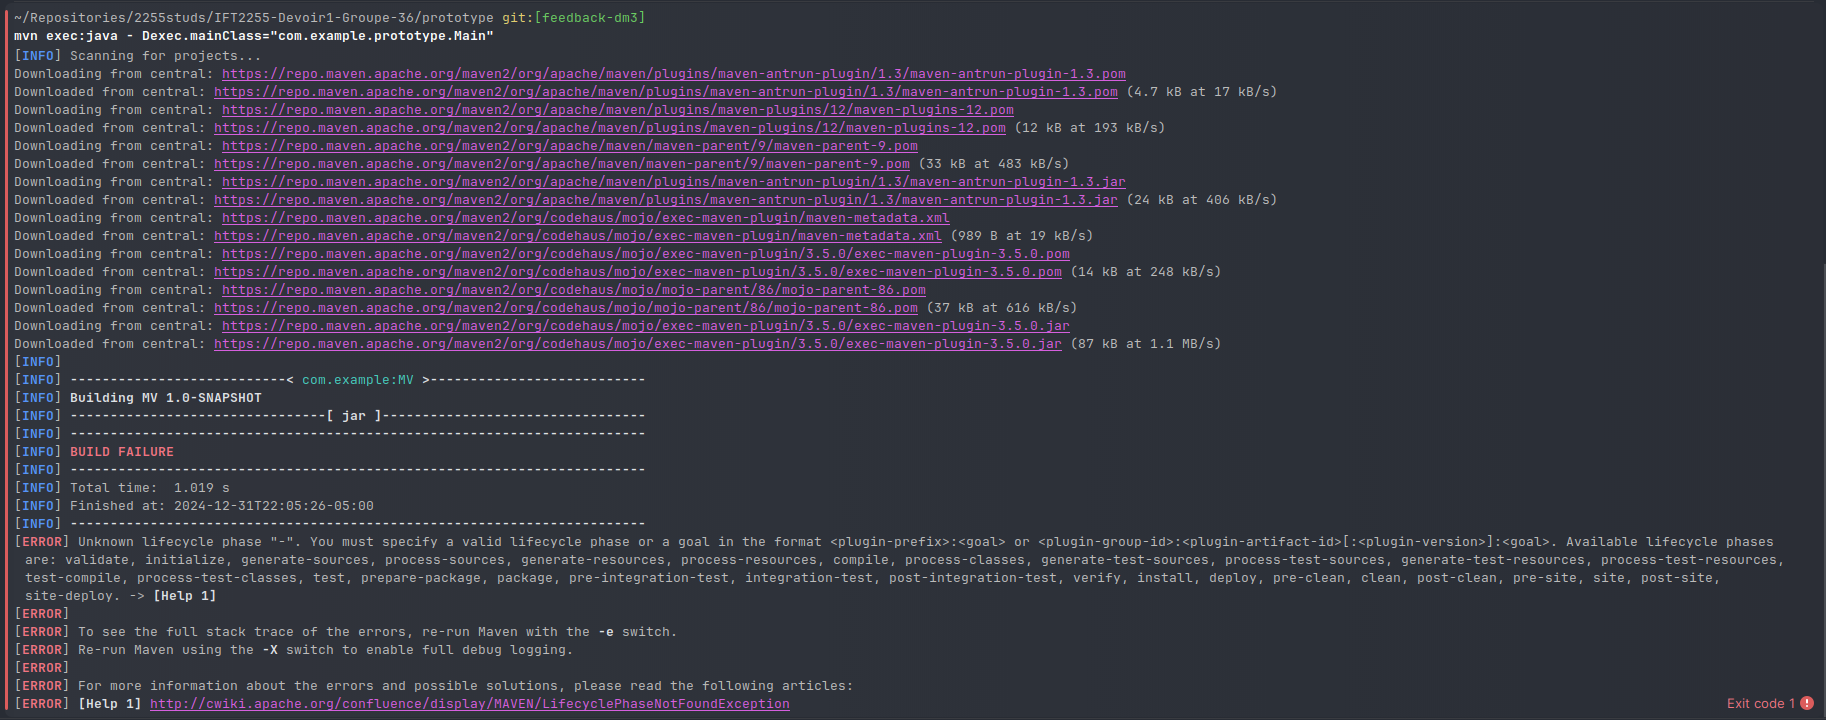 ~/Repositories/2255studs/IFT2255-Devoir1-Groupe-36/prototype git:[feedback-dm3]
mvn exec:java - Dexec.mainClass="com.example.prototype.Main"
[INFO] Scanning for projects...
Downloading from central: https://repo.maven.apache.org/maven2/org/apache/maven/plugins/maven-antrun-plugin/1.3/maven-antrun-plugin-1.3.pom
Downloaded from central: https://repo.maven.apache.org/maven2/org/apache/maven/plugins/maven-antrun-plugin/1.3/maven-antrun-plugin-1.3.pom (4.7 kB at 17 kB/s)
Downloading from central: https://repo.maven.apache.org/maven2/org/apache/maven/plugins/maven-plugins/12/maven-plugins-12.pom
Downloaded from central: https://repo.maven.apache.org/maven2/org/apache/maven/plugins/maven-plugins/12/maven-plugins-12.pom (12 kB at 193 kB/s)
Downloading from central: https://repo.maven.apache.org/maven2/org/apache/maven/maven-parent/9/maven-parent-9.pom
Downloaded from central: https://repo.maven.apache.org/maven2/org/apache/maven/maven-parent/9/maven-parent-9.pom (33 kB at 483 kB/s)
Downloading from central: https://repo.maven.apache.org/maven2/org/apache/maven/plugins/maven-antrun-plugin/1.3/maven-antrun-plugin-1.3.jar
Downloaded from central: https://repo.maven.apache.org/maven2/org/apache/maven/plugins/maven-antrun-plugin/1.3/maven-antrun-plugin-1.3.jar (24 kB at 406 kB/s)
Downloading from central: https://repo.maven.apache.org/maven2/org/codehaus/mojo/exec-maven-plugin/maven-metadata.xml
Downloaded from central: https://repo.maven.apache.org/maven2/org/codehaus/mojo/exec-maven-plugin/maven-metadata.xml (989 B at 19 kB/s)
Downloading from central: https://repo.maven.apache.org/maven2/org/codehaus/mojo/exec-maven-plugin/3.5.0/exec-maven-plugin-3.5.0.pom
Downloaded from central: https://repo.maven.apache.org/maven2/org/codehaus/mojo/exec-maven-plugin/3.5.0/exec-maven-plugin-3.5.0.pom (14 kB at 248 kB/s)
Downloading from central: https://repo.maven.apache.org/maven2/org/codehaus/mojo/mojo-parent/86/mojo-parent-86.pom
Downloaded from central: https://repo.maven.apache.org/maven2/org/codehaus/mojo/mojo-parent/86/mojo-parent-86.pom (37 kB at 616 kB/s)
Downloading from central: https://repo.maven.apache.org/maven2/org/codehaus/mojo/exec-maven-plugin/3.5.0/exec-maven-plugin-3.5.0.jar
Downloaded from central: https://repo.maven.apache.org/maven2/org/codehaus/mojo/exec-maven-plugin/3.5.0/exec-maven-plugin-3.5.0.jar (87 kB at 1.1 MB/s)
[INFO]
[INFO] ---------------------------< com.example:MV >---------------------------
[INFO] Building MV 1.0-SNAPSHOT
[INFO] --------------------------------[ jar ]---------------------------------
[INFO] ------------------------------------------------------------------------
[INFO] BUILD FAILURE
[INFO] ------------------------------------------------------------------------
[INFO] Total time:  1.019 s
[INFO] Finished at: 2024-12-31T22:05:26-05:00
[INFO] ------------------------------------------------------------------------
[ERROR] Unknown lifecycle phase "-". You must specify a valid lifecycle phase or a goal in the format <plugin-prefix>:<goal> or <plugin-group-id>:<plugin-artifact-id>[:<plugin-version>]:<goal>. Available lifecycle phases
are: validate, initialize, generate-sources, process-sources, generate-resources, process-resources, compile, process-classes, generate-test-sources, process-test-sources, generate-test-resources, process-test-resources,
test-compile, process-test-classes, test, prepare-package, package, pre-integration-test, integration-test, post-integration-test, verify, install, deploy, pre-clean, clean, post-clean, pre-site, site, post-site,
site-deploy. -> [Help 1]
[ERROR]
[ERROR] To see the full stack trace of the errors, re-run Maven with the -e switch.
[ERROR] Re-run Maven using the -X switch to enable full debug logging.
[ERROR]
[ERROR] For more information about the errors and possible solutions, please read the following articles:
[ERROR] [Help 1] http://cwiki.apache.org/confluence/display/MAVEN/LifecyclePhaseNotFoundException
Exit code 1